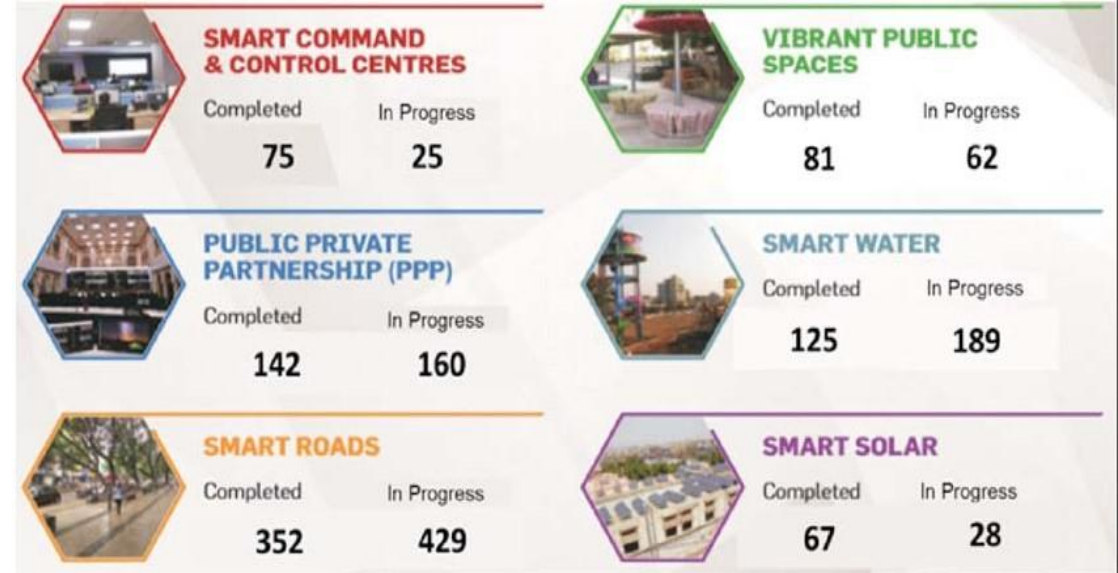 SMART COMMAND
& CONTROL CENTRES
Completed In Progress
75 25
VIBRANT PUBLIC
SPACES
Completed In Progress
81 62
PUBLIC PRIVATE
PARTNERSHIP (PPP)
Completed In Progress
142 160
SMART WATER
Completed In Progress
125 189
SMART ROADS
Completed In Progress
352 429
SMART SOLAR
Completed In Progress
67 28